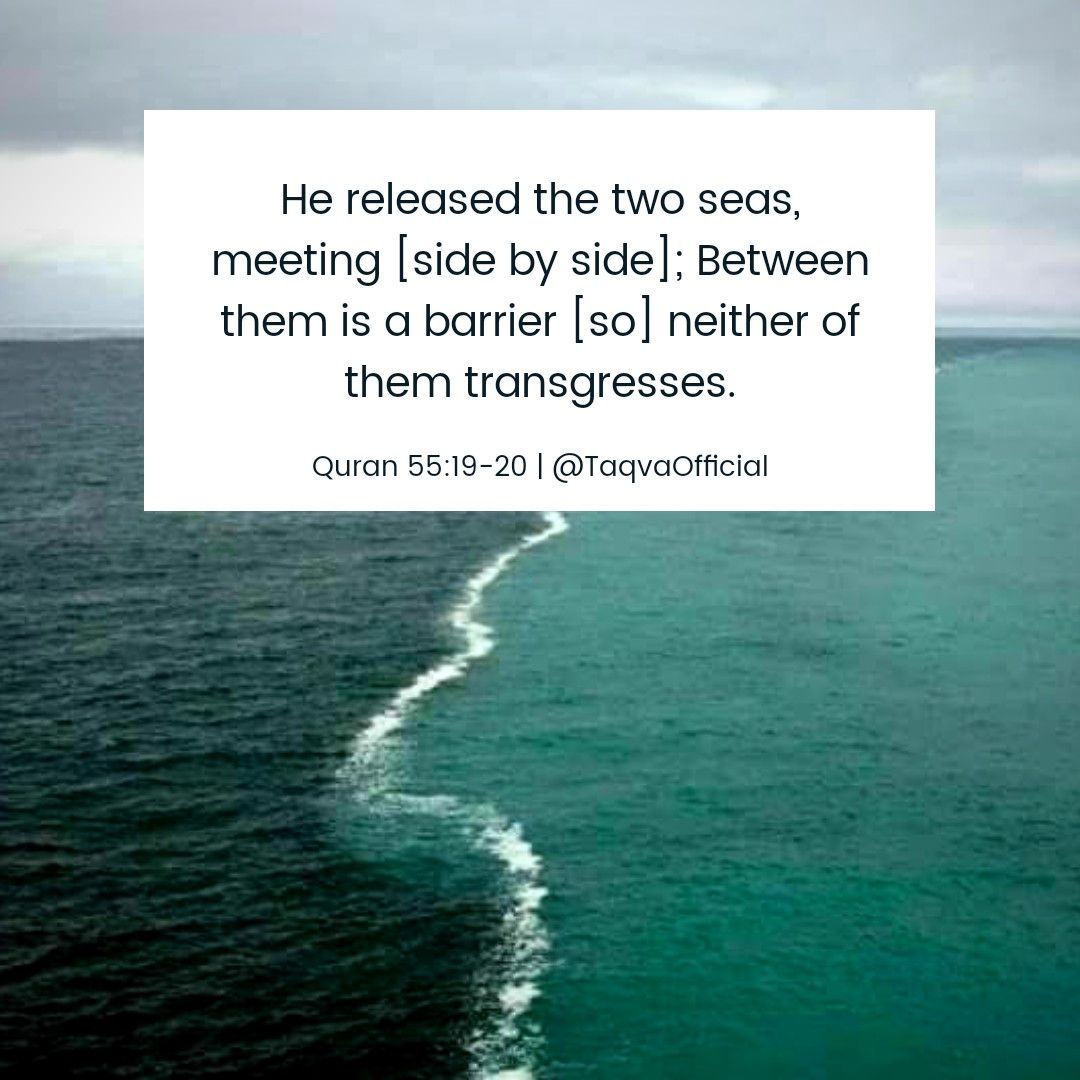 He released the two seas,
meeting [side by side]; Between
them is a barrier [so] neither of
them transgresses.
Quran 55:19-20 | @TaqvaOfficial